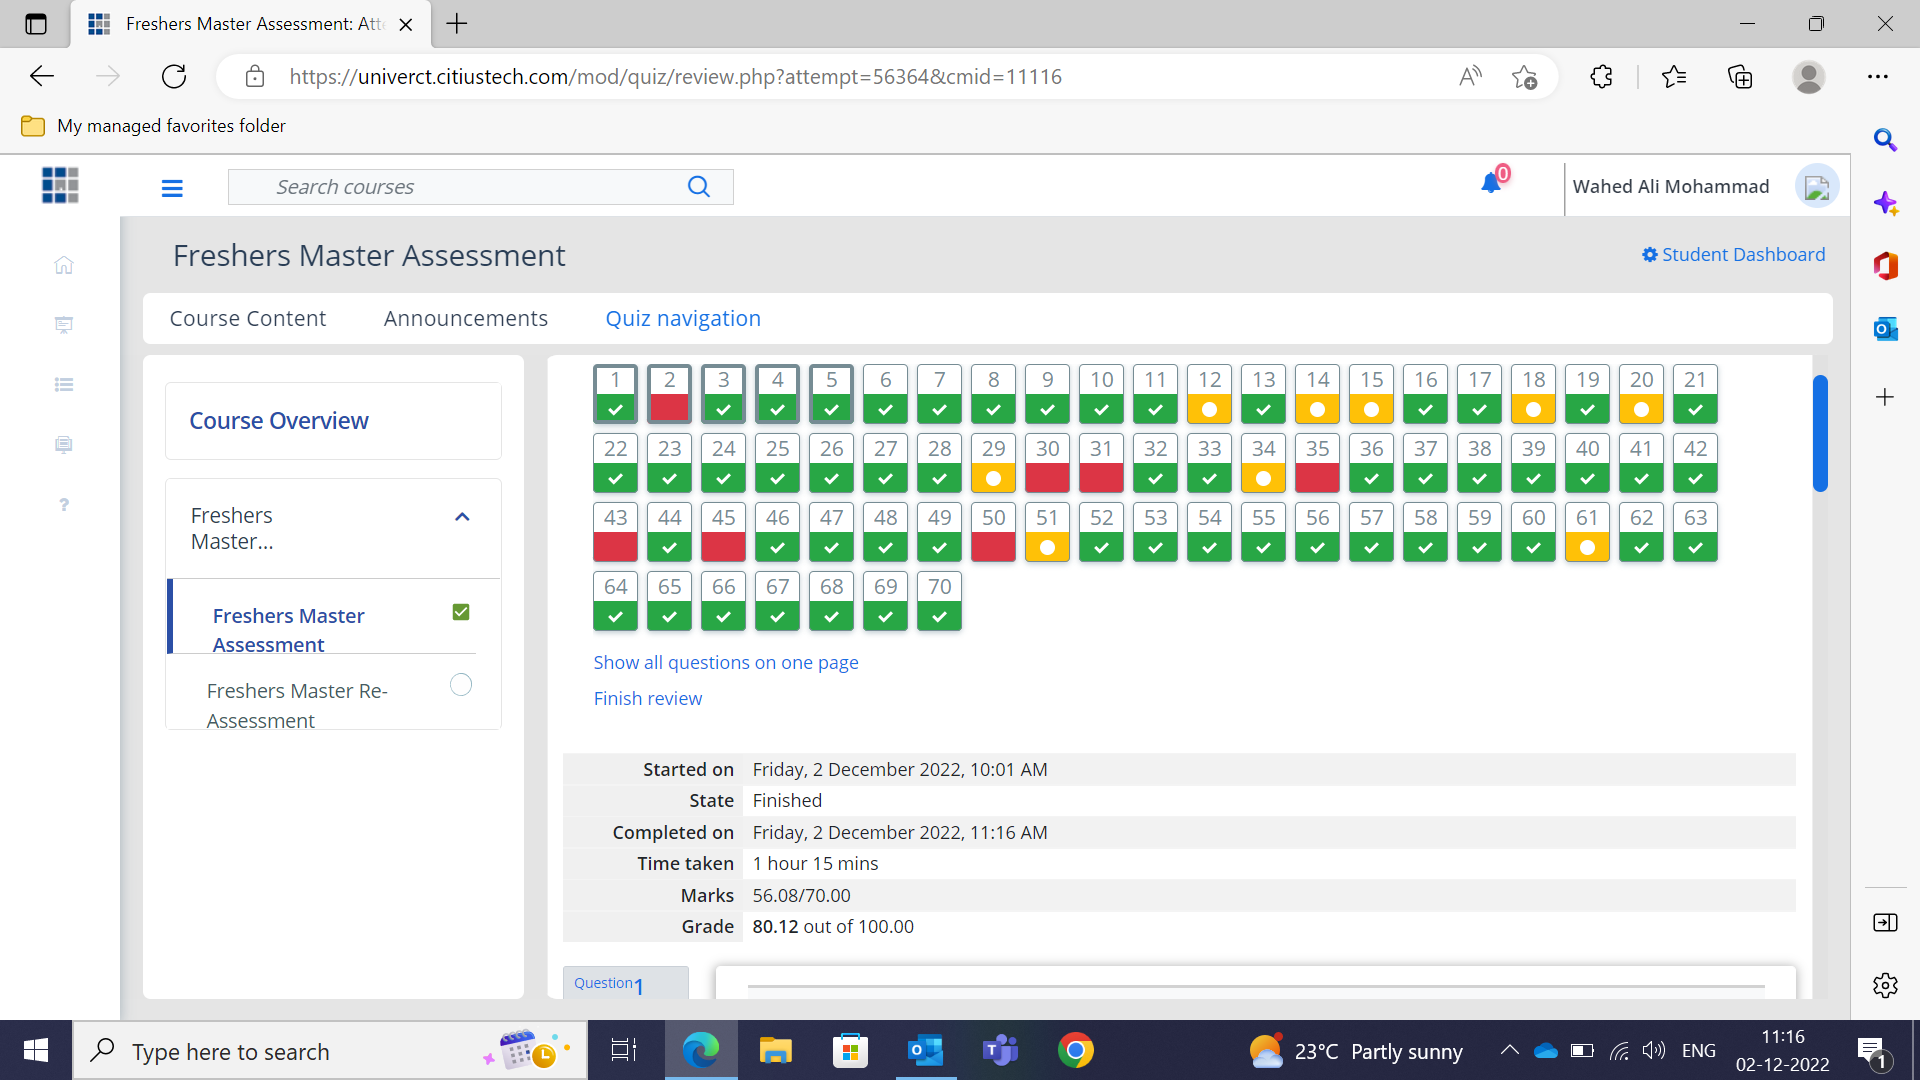 Freshers Master Assessment: Atte
https://univerct.citiustech.com/mod/quiz/review.php?attempt=56364&cmid=11116
My managed favorites folder
Search courses
0
Wahed Ali Mohammad
Freshers Master Assessment
Student Dashboard
Course Content Announcements Quiz navigation
Course Overview
Freshers
Master...
Freshers Master
Assessment
Freshers Master Re-
Assessment
1 2 3 4 5 6 7 8 9 10 11 12 13 14 15 16 17 18 19 20 21
22 23 24 25 26 27 28 29 30 31 32 33 34 35 36 37 38 39 40 41 42
43 44 45 46 47 48 49 50 51 52 53 54 55 56 57 58 59 60 61 62 63
64 65 66 67 68 69 70
Show all questions on one page
Finish review
Started on Friday, 2 December 2022, 10:01 AM
State Finished
Completed on Friday, 2 December 2022, 11:16 AM
Time taken 1 hour 15 mins
Marks 56.08/70.00
Grade 80.12 out of 100.00
Question 1
Type here to search
23°C Partly sunny
ENG
11:16
02-12-2022
1